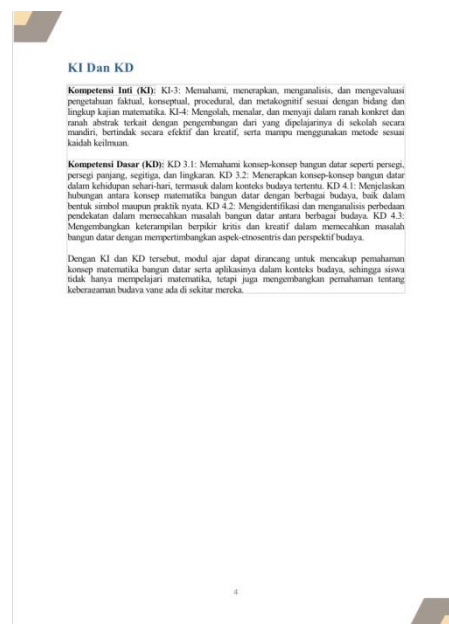 KI Dan KD
Kompetensi Inti (KI): KI-3: Memahami, menerapkan, menganalisis, dan mengevaluasi
pengetahuan faktual, konseptual, procedural, dan metakognitif sesuai dengan bidang dan
lingkup kajian matematika. KI-4: Mengolah, menalar, dan menyaji dalam ranah konkret dan
ranah abstrak terkait dengan pengembangan dari yang dipelajarinya di sekolah secara
mandiri, bertindak secara efektif dan kreatif, serta mampu menggunakan metode sesuai
kaidah keilmuan.
Kompetensi Dasar (KD): KD 3.1: Memahami konsep-konsep bangun datar seperti persegi,
persegi panjang, segitiga, dan lingkaran. KD 3.2: Menerapkan konsep-konsep bangun datar
dalam kehidupan sehari-hari, termasuk dalam konteks budaya tertentu. KD 4.1: Menjelaskan
hubungan antara konsep matematika bangun datar dengan berbagai budaya, baik dalam
bentuk simbol maupun praktik nyata. KD 4.2: Mengidentifikasi dan menganalisis perbedaan
pendekatan dalam memecahkan masalah bangun datar antara berbagai budaya. KD 4.3:
Mengembangkan keterampilan berpikir kritis dan kreatif dalam memecahkan masalah
bangun datar dengan mempertimbangkan aspek-etnosentris dan perspektif budaya.
Dengan KI dan KD tersebut, modul ajar dapat dirancang untuk mencakup pemahaman
konsep matematika bangun datar serta aplikasinya dalam konteks budaya, sehingga siswa
tidak hanya mempelajari matematika, tetapi juga mengembangkan pemahaman tentang
keberagaman budaya yang ada di sekitar mereka.
4